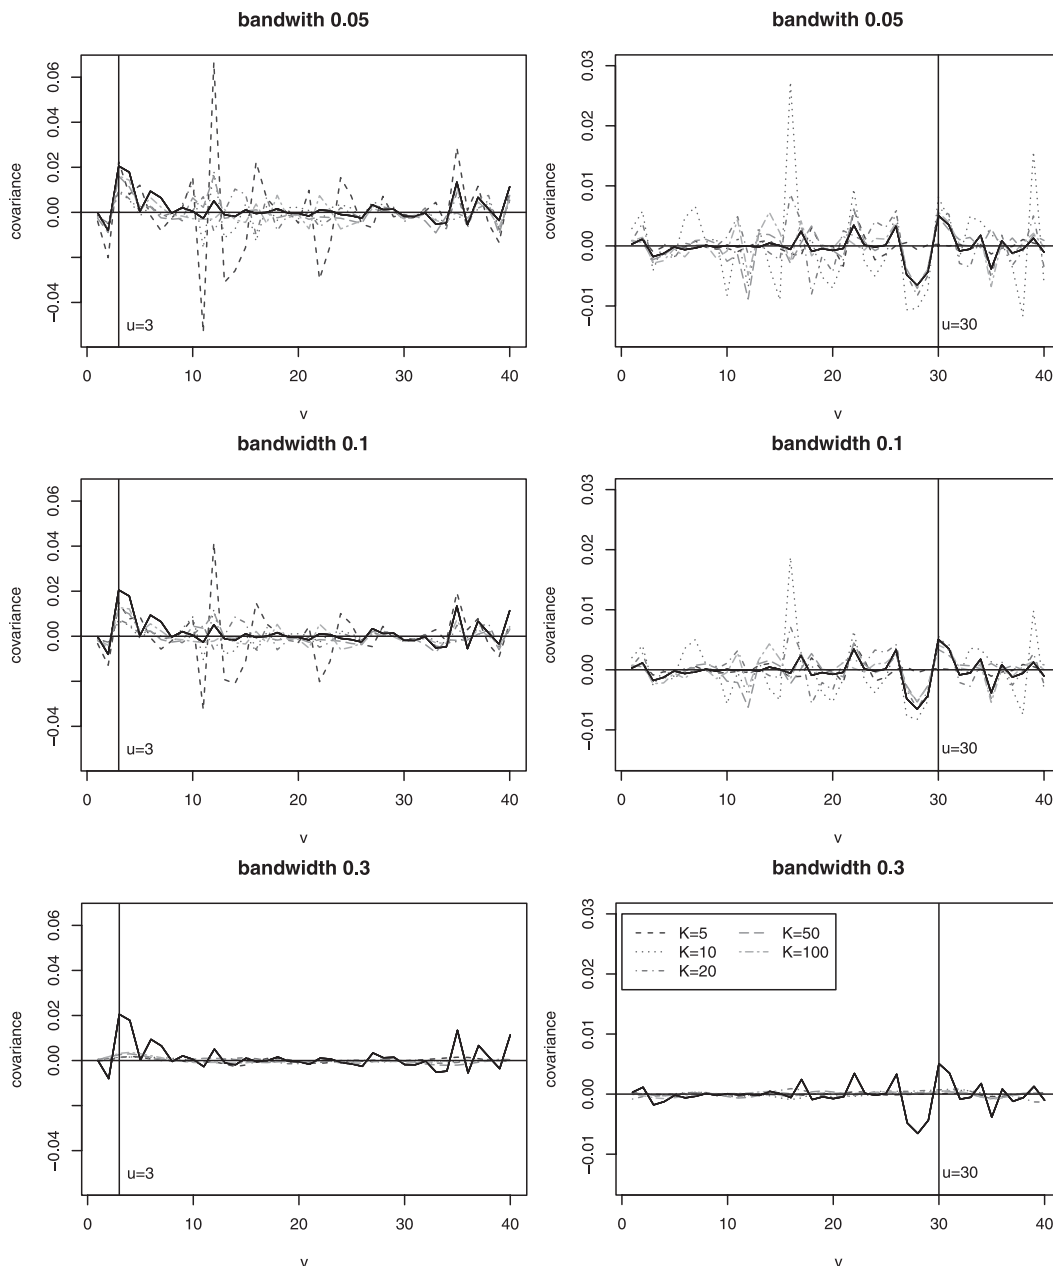 bandwith 0.05
covariance
0.06
0.04
0.02
0.00
−0.04
u=3
0
10
20
30
40
v
bandwith 0.05
covariance
0.03
0.02
0.01
0.00
−0.01
u=30
0
10
20
30
40
v
bandwidth 0.1
covariance
0.06
0.04
0.02
0.00
−0.04
u=3
0
10
20
30
40
v
bandwidth 0.1
covariance
0.03
0.02
0.01
0.00
−0.01
u=30
0
10
20
30
40
v
bandwidth 0.3
covariance
0.06
0.04
0.02
0.00
−0.04
u=3
0
10
20
30
40
v
bandwidth 0.3
covariance
0.03
0.02
0.01
0.00
−0.01
K=5
K=10
K=20
K=50
K=100
u=30
0
10
20
30
40
v